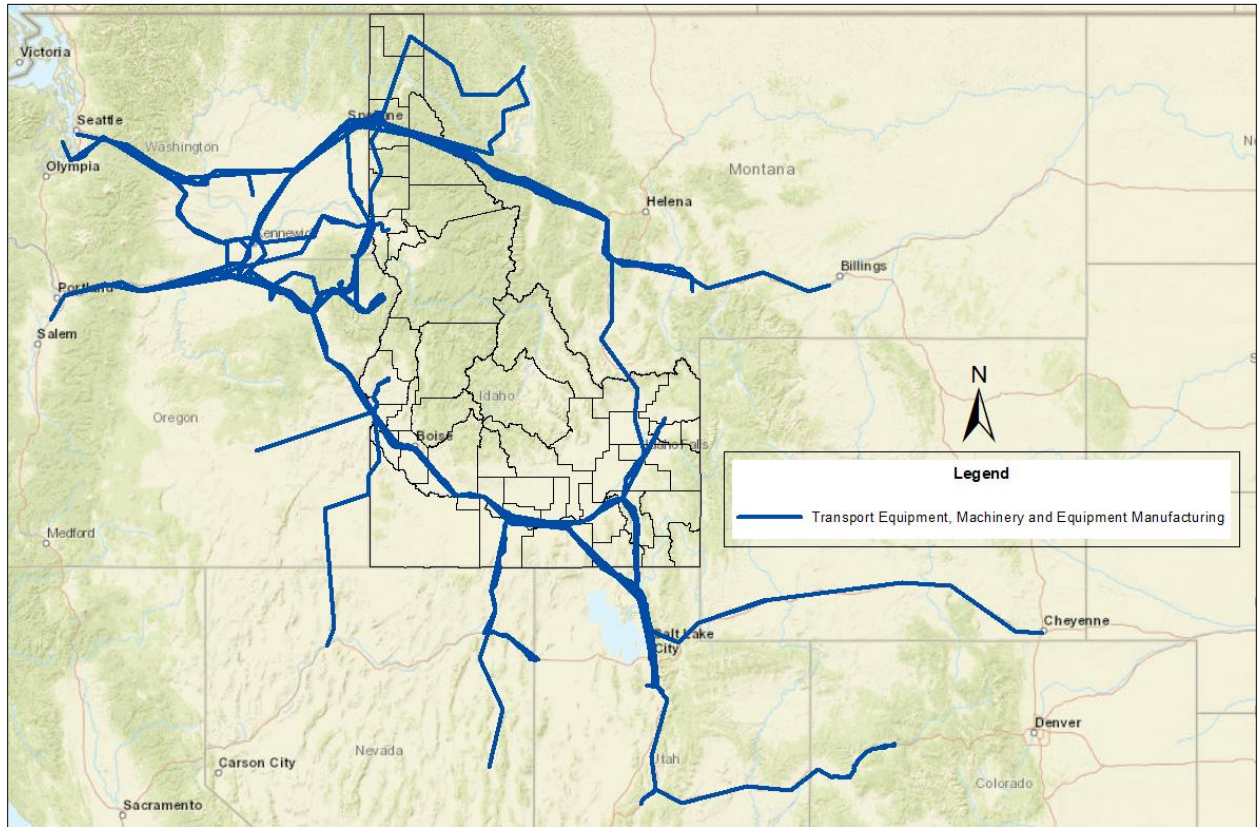 Victoria
Seattle
Washington
Olympia
Montana
Helena
Billings
Portland
Salem
Oregon
Idaho
Boise
N
Legend
Transport Equipment, Machinery and Equipment Manufacturing
Medford
Cheyenne
City
Denver
Nevada
Utah
Carson City
Colorado
Sacramento